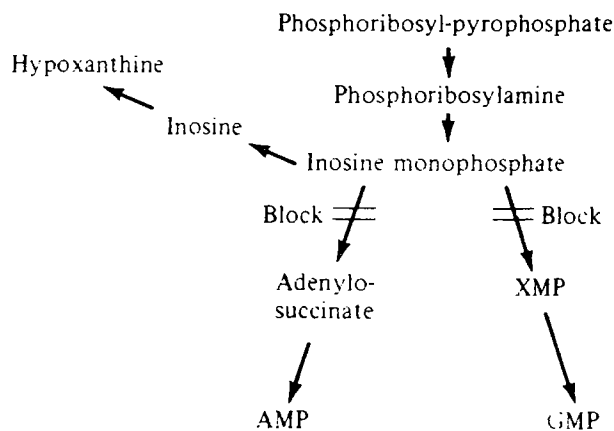 Phosphoribosyl-pyrophosphate
Hypoxanthine
Phosphoribosylamine
Inosine
Inosine monophosphate
Block
Block
Adenylo-
succinate
XMP
AMP
GMP